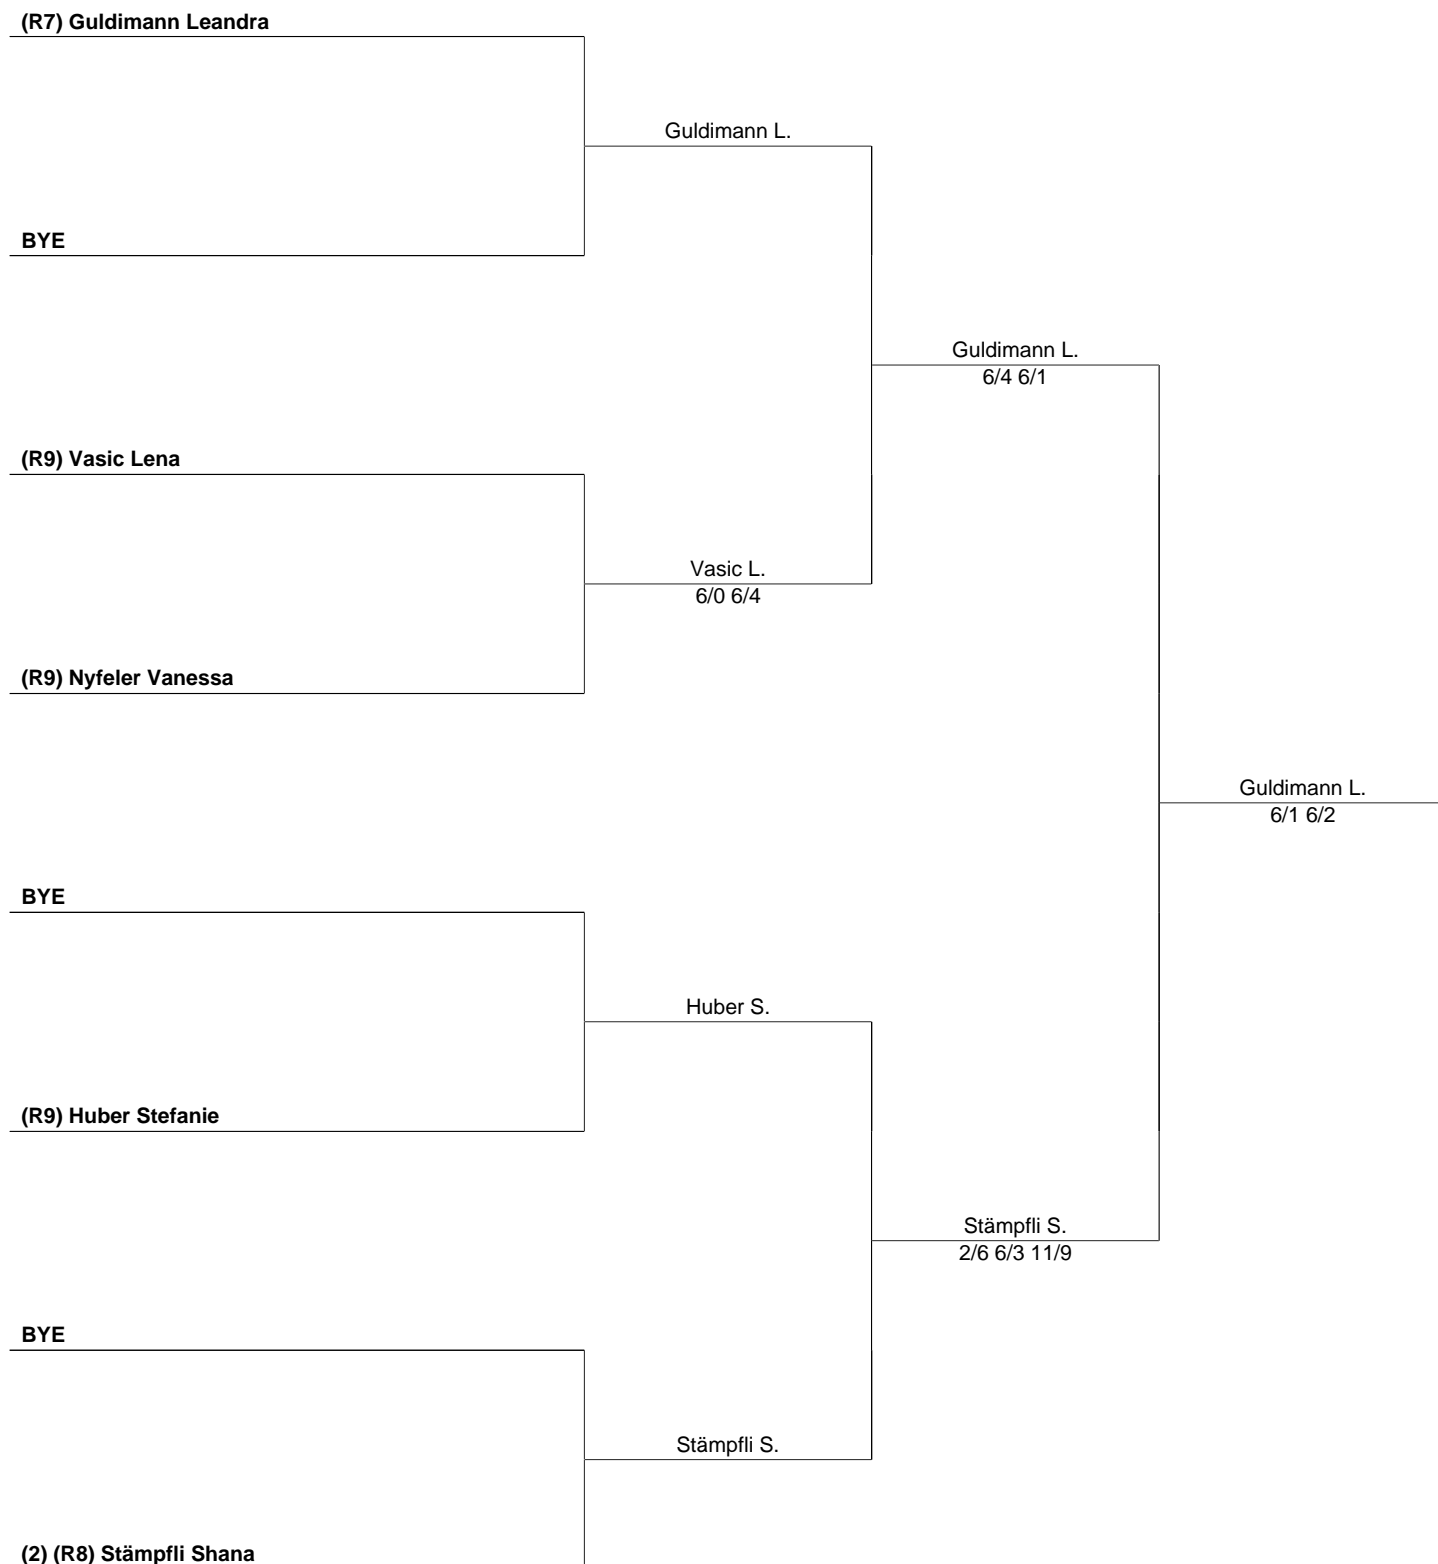 (R7) Guldimann Leandra
Guldimann L.
BYE
Guldimann L.
6/4 6/1
(R9) Vasic Lena
Vasic L.
6/0 6/4
(R9) Nyfeler Vanessa
Guldimann L.
6/1 6/2
BYE
Huber S.
(R9) Huber Stefanie
Stämpfli S.
2/6 6/3 11/9
BYE
Stämpfli S.
(2) (R8) Stämpfli Shana